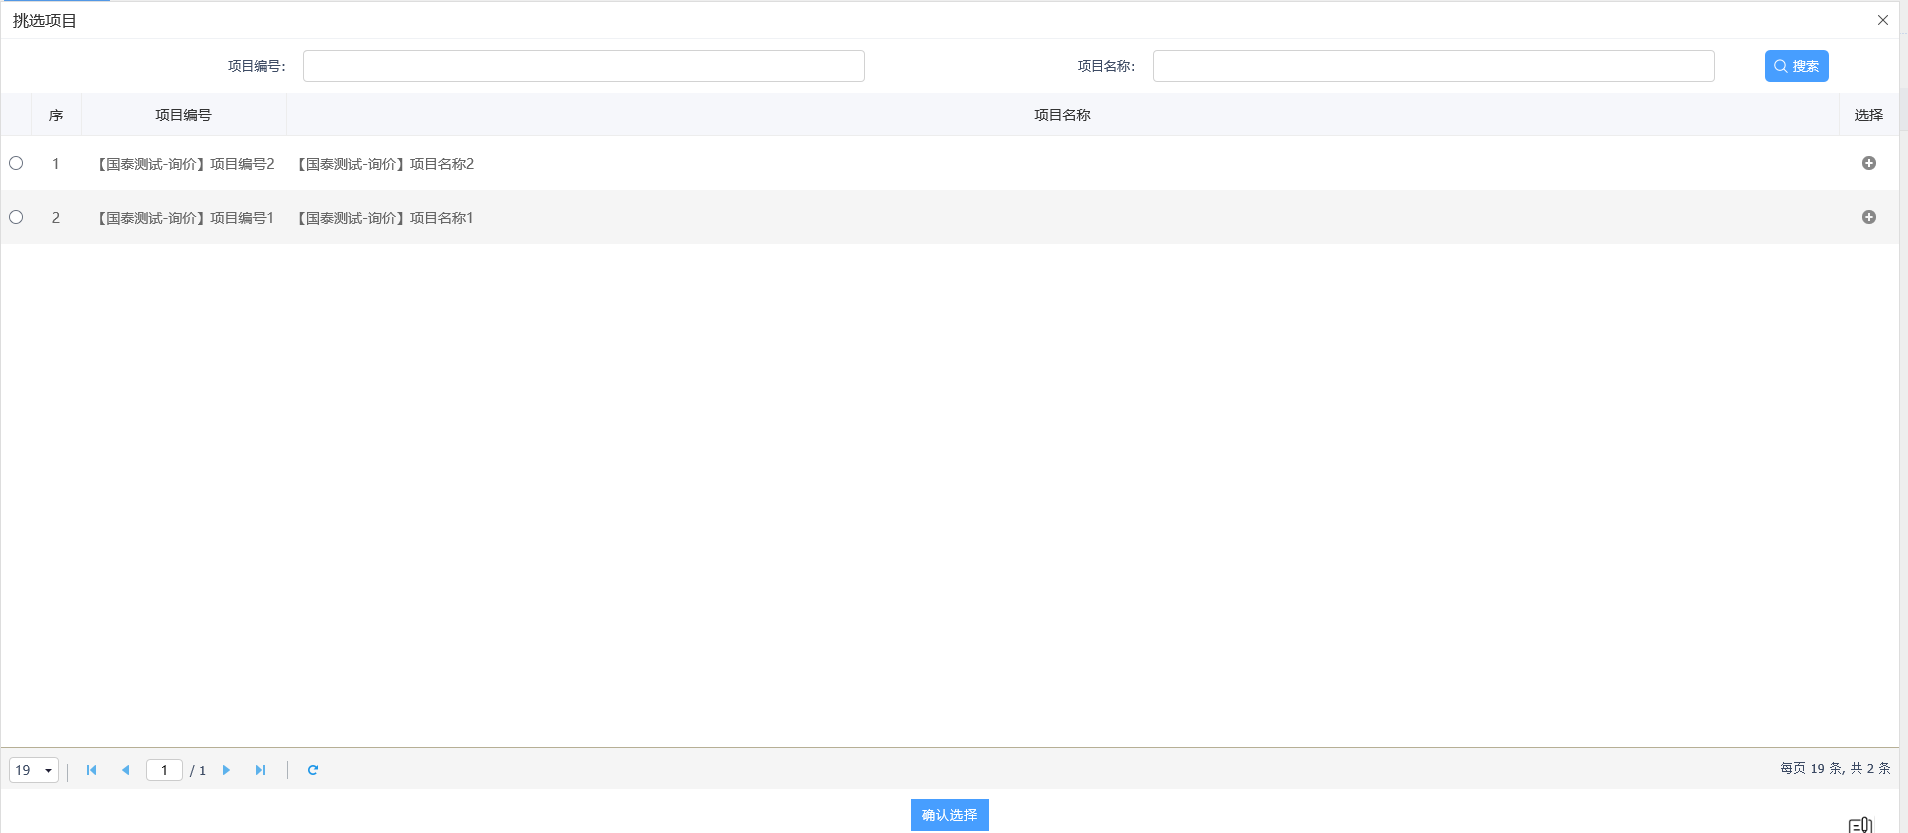 挑选项目
项目编号: 项目名称: 搜索
序 项目编号 项目名称 选择
1 【国泰测试-询价】项目编号2 【国泰测试-询价】项目名称2
2 【国泰测试-询价】项目编号1 【国泰测试-询价】项目名称1
19 1 / 1 每页 19 条, 共 2 条
确认选择